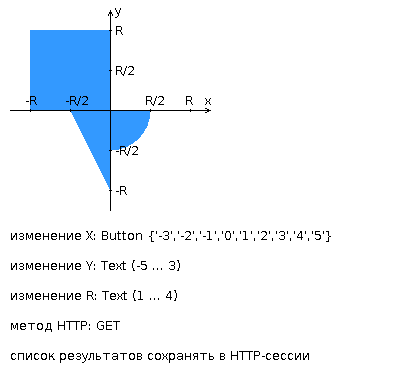 y
R
R/2
-R -R/2 R/2 R x
-R/2
-R
изменение X: Button {'-3','-2','-1','0','1','2','3','4','5'}
изменение Y: Text (-5 ... 3)
изменение R: Text (1 ... 4)
метод HTTP: GET
список результатов сохранять в HTTP-сессии